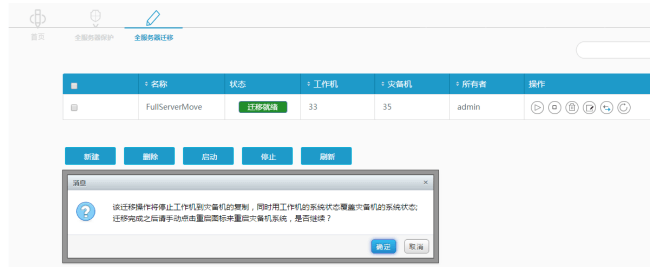 首页 全服务器保护 全服务器迁移
名称 状态 工作机 灾备机 所有者 操作
FullServerMove 迁移就绪 33 35 admin
新建 删除 启动 停止 刷新
消息 ×
该迁移操作将停止工作机到灾备机的复制，同时用工作机的系统状态覆盖灾备机的系统状态;
迁移完成之后请手动点击重启图标来重启灾备机系统，是否继续？
确定 取消